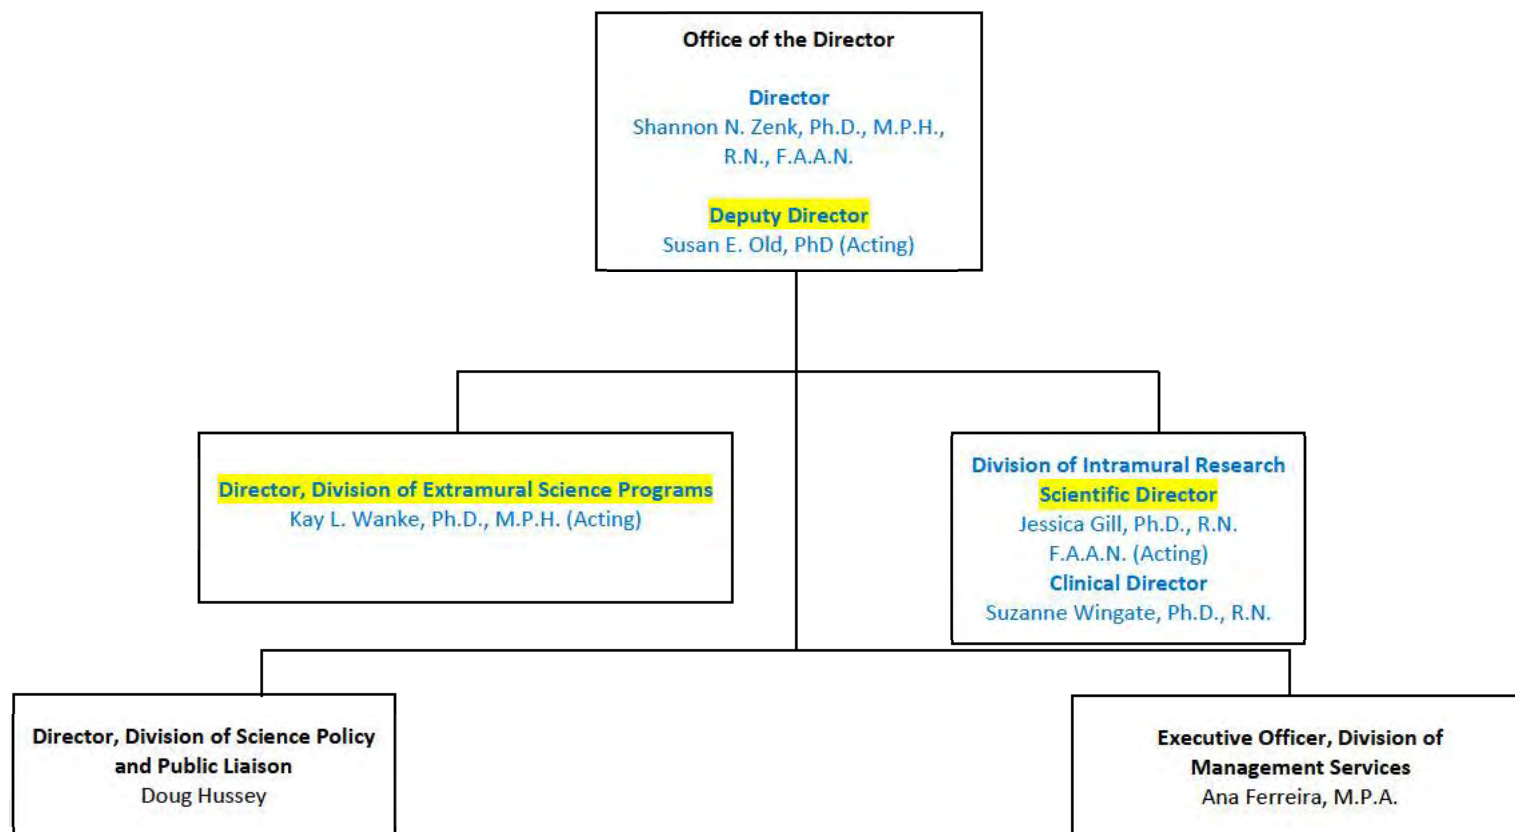 Office of the Director
Director
Shannon N. Zenk, Ph.D., M.P.H.,
R.N., F.A.A.N.
Deputy Director
Susan E. Old, PhD (Acting)
Director, Division of Extramural Science Programs
Kay L. Wanke, Ph.D., M.P.H. (Acting)
Division of Intramural Research
Scientific Director
Jessica Gill, Ph.D., R.N.
F.A.A.N. (Acting)
Clinical Director
Suzanne Wingate, Ph.D., R.N.
Director, Division of Science Policy
and Public Liaison
Doug Hussey
Executive Officer, Division of
Management Services
Ana Ferreira, M.P.A.